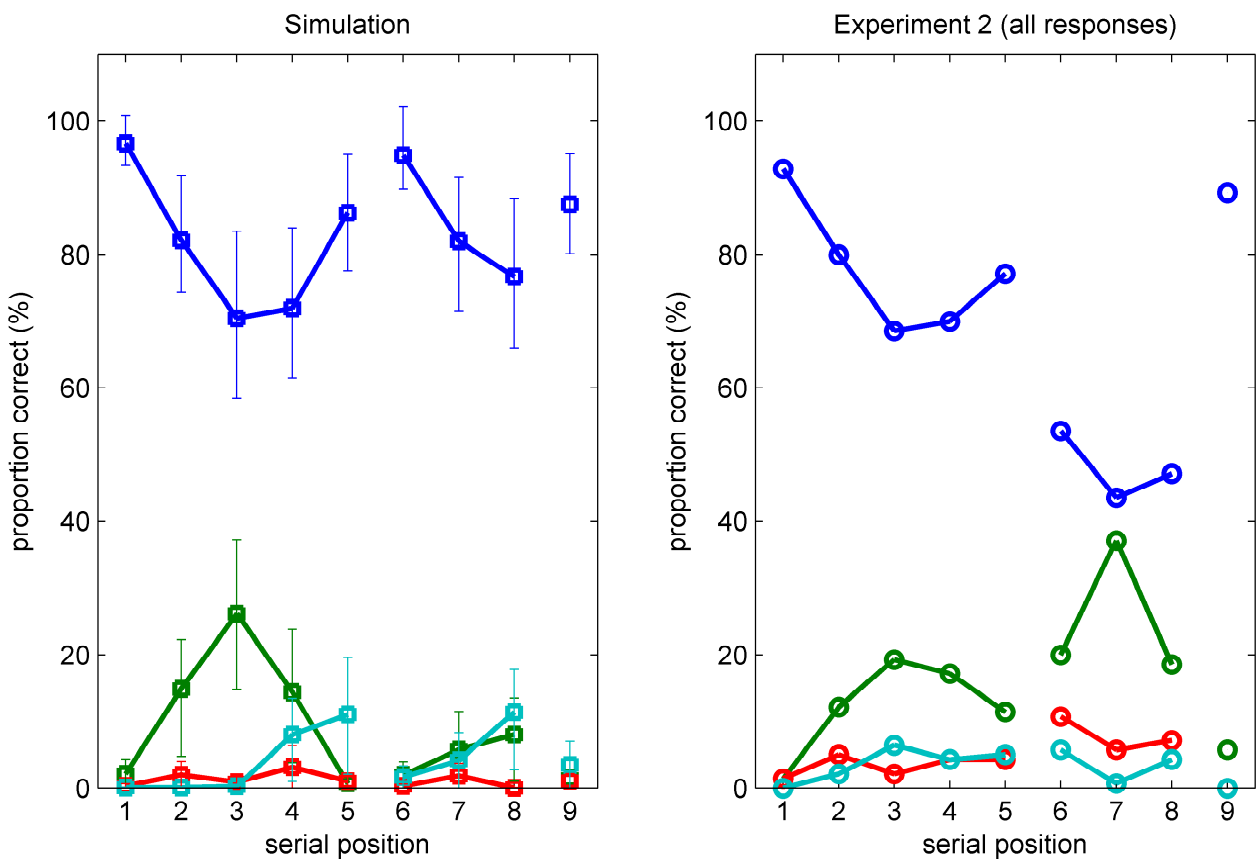 Simulation
proportion correct (%)
100
80
60
40
20
0
1 2 3 4 5 6 7 8 9
serial position
Experiment 2 (all responses)
proportion correct (%)
100
80
60
40
20
0
1 2 3 4 5 6 7 8 9
serial position